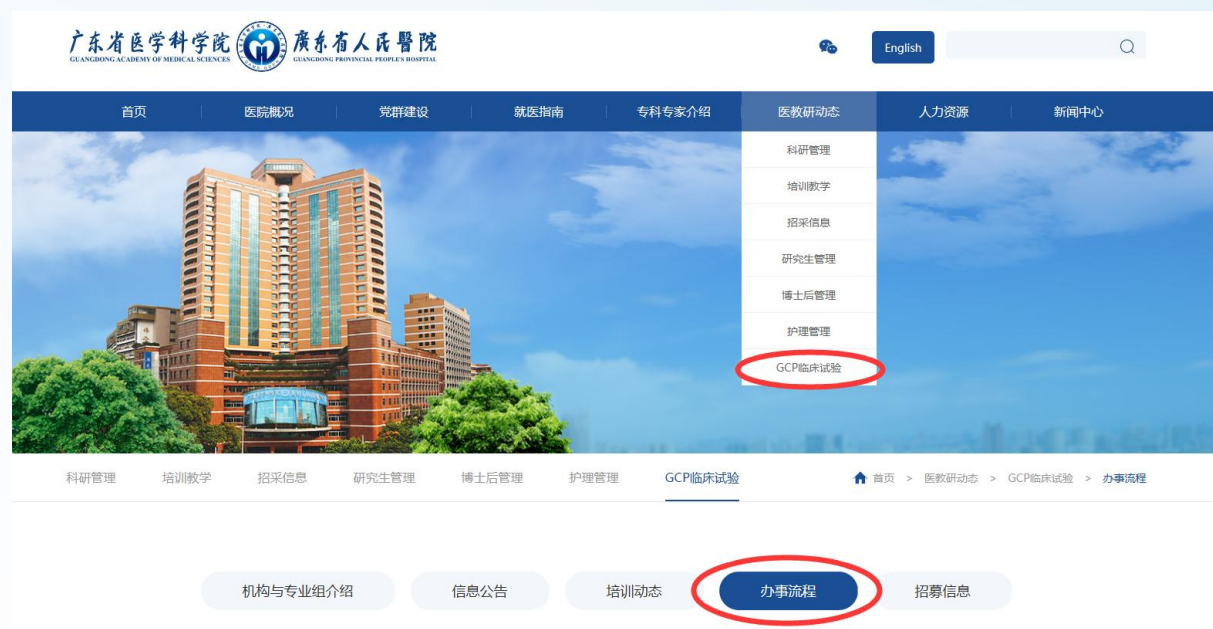 广东省医学科学院
GUANGDONG ACADEMY OF MEDICAL SCIENCES
廣東省人民醫院
GUANGDONG PROVINCIAL PEOPLE'S HOSPITAL
English
首页 医院概况 党群建设 就医指南 专科专家介绍 医教研动态 人力资源 新闻中心
科研管理
培训教学
招采信息
研究生管理
博士后管理
护理管理
GCP临床试验
科研管理 培训教学 招采信息 研究生管理 博士后管理 护理管理 GCP临床试验 首页 > 医教研动态 > GCP临床试验 > 办事流程
机构与专业组介绍 信息公告 培训动态 办事流程 招募信息